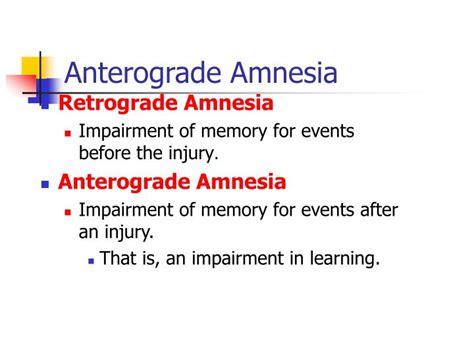 Anterograde Amnesia
Retrograde Amnesia
Impairment of memory for events
before the injury.
Anterograde Amnesia
Impairment of memory for events after
an injury.
That is, an impairment in learning.